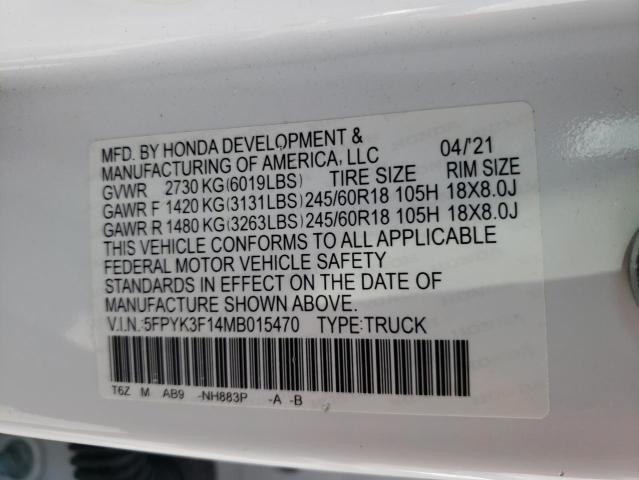 MFD. BY HONDA DEVELOPMENT &
MANUFACTURING OF AMERICA, LLC 04/'21
GVWR 2730 KG(6019LBS) TIRE SIZE RIM SIZE
GAWR F 1420 KG(3131LBS) 245/60R18 105H 18X8.0J
GAWR R 1480 KG(3263LBS) 245/60R18 105H 18X8.0J
THIS VEHICLE CONFORMS TO ALL APPLICABLE
FEDERAL MOTOR VEHICLE SAFETY
STANDARDS IN EFFECT ON THE DATE OF
MANUFACTURE SHOWN ABOVE.
V.I.N.:5FPYK3F14MB015470 TYPE:TRUCK
T6Z M AB9 -NH883P -A -B